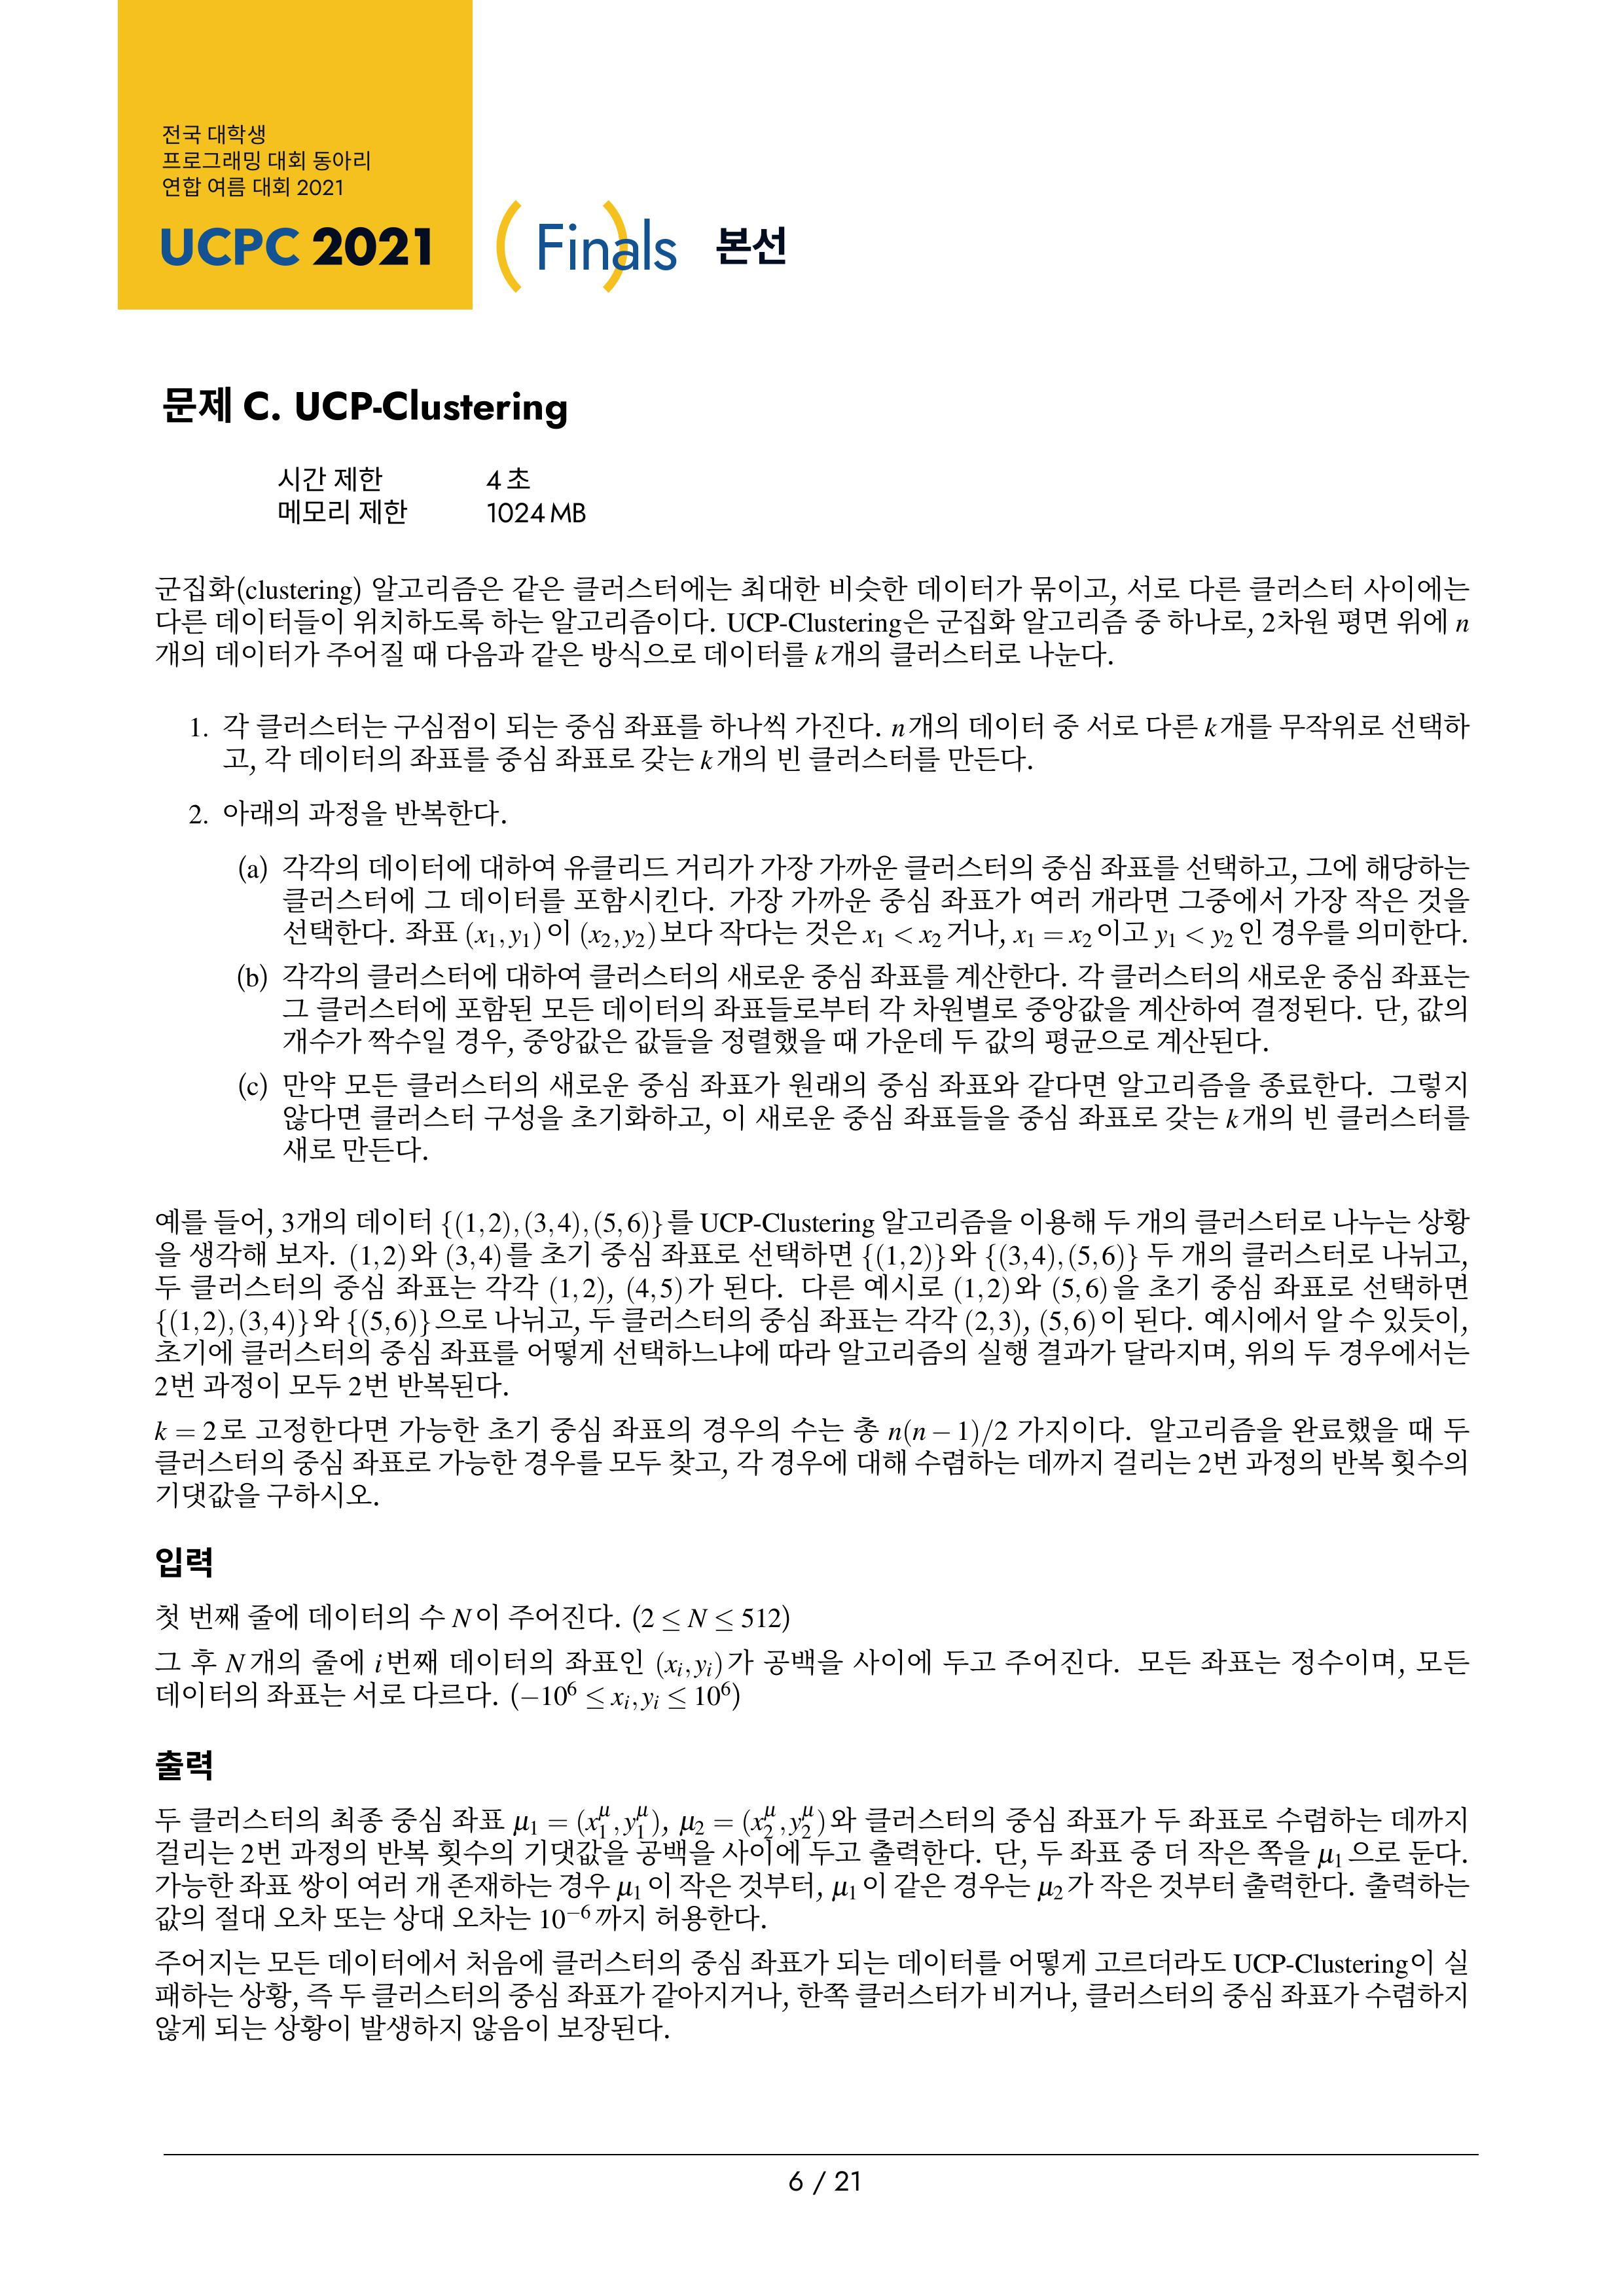 전국 대학생
프로그래밍 대회 동아리
연합 여름 대회 2021
UCPC 2021 (Finals) 본선
문제 C. UCP-Clustering
시간 제한 4 초
메모리 제한 1024 MB
군집화(clustering) 알고리즘은 같은 클러스터에는 최대한 비슷한 데이터가 묶이고, 서로 다른 클러스터 사이에는
다른 데이터들이 위치하도록 하는 알고리즘이다. UCP-Clustering은 군집화 알고리즘 중 하나로, 2차원 평면 위에 n
개의 데이터가 주어질 때 다음과 같은 방식으로 데이터를 k개의 클러스터로 나눈다.
1. 각 클러스터는 구심점이 되는 중심 좌표를 하나씩 가진다. n개의 데이터 중 서로 다른 k개를 무작위로 선택하
고, 각 데이터의 좌표를 중심 좌표로 갖는 k개의 빈 클러스터를 만든다.
2. 아래의 과정을 반복한다.
(a) 각각의 데이터에 대하여 유클리드 거리가 가장 가까운 클러스터의 중심 좌표를 선택하고, 그에 해당하는
클러스터에 그 데이터를 포함시킨다. 가장 가까운 중심 좌표가 여러 개라면 그중에서 가장 작은 것을
선택한다. 좌표 (x₁,y₁)이 (x₂,y₂)보다 작다는 것은 x₁ < x₂거나, x₁ = x₂이고 y₁ < y₂인 경우를 의미한다.
(b) 각각의 클러스터에 대하여 클러스터의 새로운 중심 좌표를 계산한다. 각 클러스터의 새로운 중심 좌표는
그 클러스터에 포함된 모든 데이터의 좌표들로부터 각 차원별로 중앙값을 계산하여 결정된다. 단, 값의
개수가 짝수일 경우, 중앙값은 값들을 정렬했을 때 가운데 두 값의 평균으로 계산된다.
(c) 만약 모든 클러스터의 새로운 중심 좌표가 원래의 중심 좌표와 같다면 알고리즘을 종료한다. 그렇지
않다면 클러스터 구성을 초기화하고, 이 새로운 중심 좌표들을 중심 좌표로 갖는 k개의 빈 클러스터를
새로 만든다.
예를 들어, 3개의 데이터 {(1,2),(3,4),(5,6)}를 UCP-Clustering 알고리즘을 이용해 두 개의 클러스터로 나누는 상황
을 생각해 보자. (1,2)와 (3,4)를 초기 중심 좌표로 선택하면 {(1,2)}와 {(3,4),(5,6)} 두 개의 클러스터로 나뉘고,
두 클러스터의 중심 좌표는 각각 (1,2), (4,5)가 된다. 다른 예시로 (1,2)와 (5,6)을 초기 중심 좌표로 선택하면
{(1,2),(3,4)}와 {(5,6)}으로 나뉘고, 두 클러스터의 중심 좌표는 각각 (2,3), (5,6)이 된다. 예시에서 알 수 있듯이,
초기에 클러스터의 중심 좌표를 어떻게 선택하느냐에 따라 알고리즘의 실행 결과가 달라지며, 위의 두 경우에서는
2번 과정이 모두 2번 반복된다.
k = 2로 고정한다면 가능한 초기 중심 좌표의 경우의 수는 총 n(n−1)/2 가지이다. 알고리즘을 완료했을 때 두
클러스터의 중심 좌표로 가능한 경우를 모두 찾고, 각 경우에 대해 수렴하는 데까지 걸리는 2번 과정의 반복 횟수의
기댓값을 구하시오.
입력
첫 번째 줄에 데이터의 수 N이 주어진다. (2 ≤ N ≤ 512)
그 후 N개의 줄에 i번째 데이터의 좌표인 (xᵢ,yᵢ)가 공백을 사이에 두고 주어진다. 모든 좌표는 정수이며, 모든
데이터의 좌표는 서로 다르다. (−10⁶ ≤ xᵢ,yᵢ ≤ 10⁶)
출력
두 클러스터의 최종 중심 좌표 μ₁ = (x₁^μ,y₁^μ), μ₂ = (x₂^μ,y₂^μ)와 클러스터의 중심 좌표가 두 좌표로 수렴하는 데까지
걸리는 2번 과정의 반복 횟수의 기댓값을 공백을 사이에 두고 출력한다. 단, 두 좌표 중 더 작은 쪽을 μ₁으로 둔다.
가능한 좌표 쌍이 여러 개 존재하는 경우 μ₁이 작은 것부터, μ₁이 같은 경우는 μ₂가 작은 것부터 출력한다. 출력하는
값의 절대 오차 또는 상대 오차는 10⁻⁶까지 허용한다.
주어지는 모든 데이터에서 처음에 클러스터의 중심 좌표가 되는 데이터를 어떻게 고르더라도 UCP-Clustering이 실
패하는 상황, 즉 두 클러스터의 중심 좌표가 같아지거나, 한쪽 클러스터가 비거나, 클러스터의 중심 좌표가 수렴하지
않게 되는 상황이 발생하지 않음이 보장된다.
6 / 21